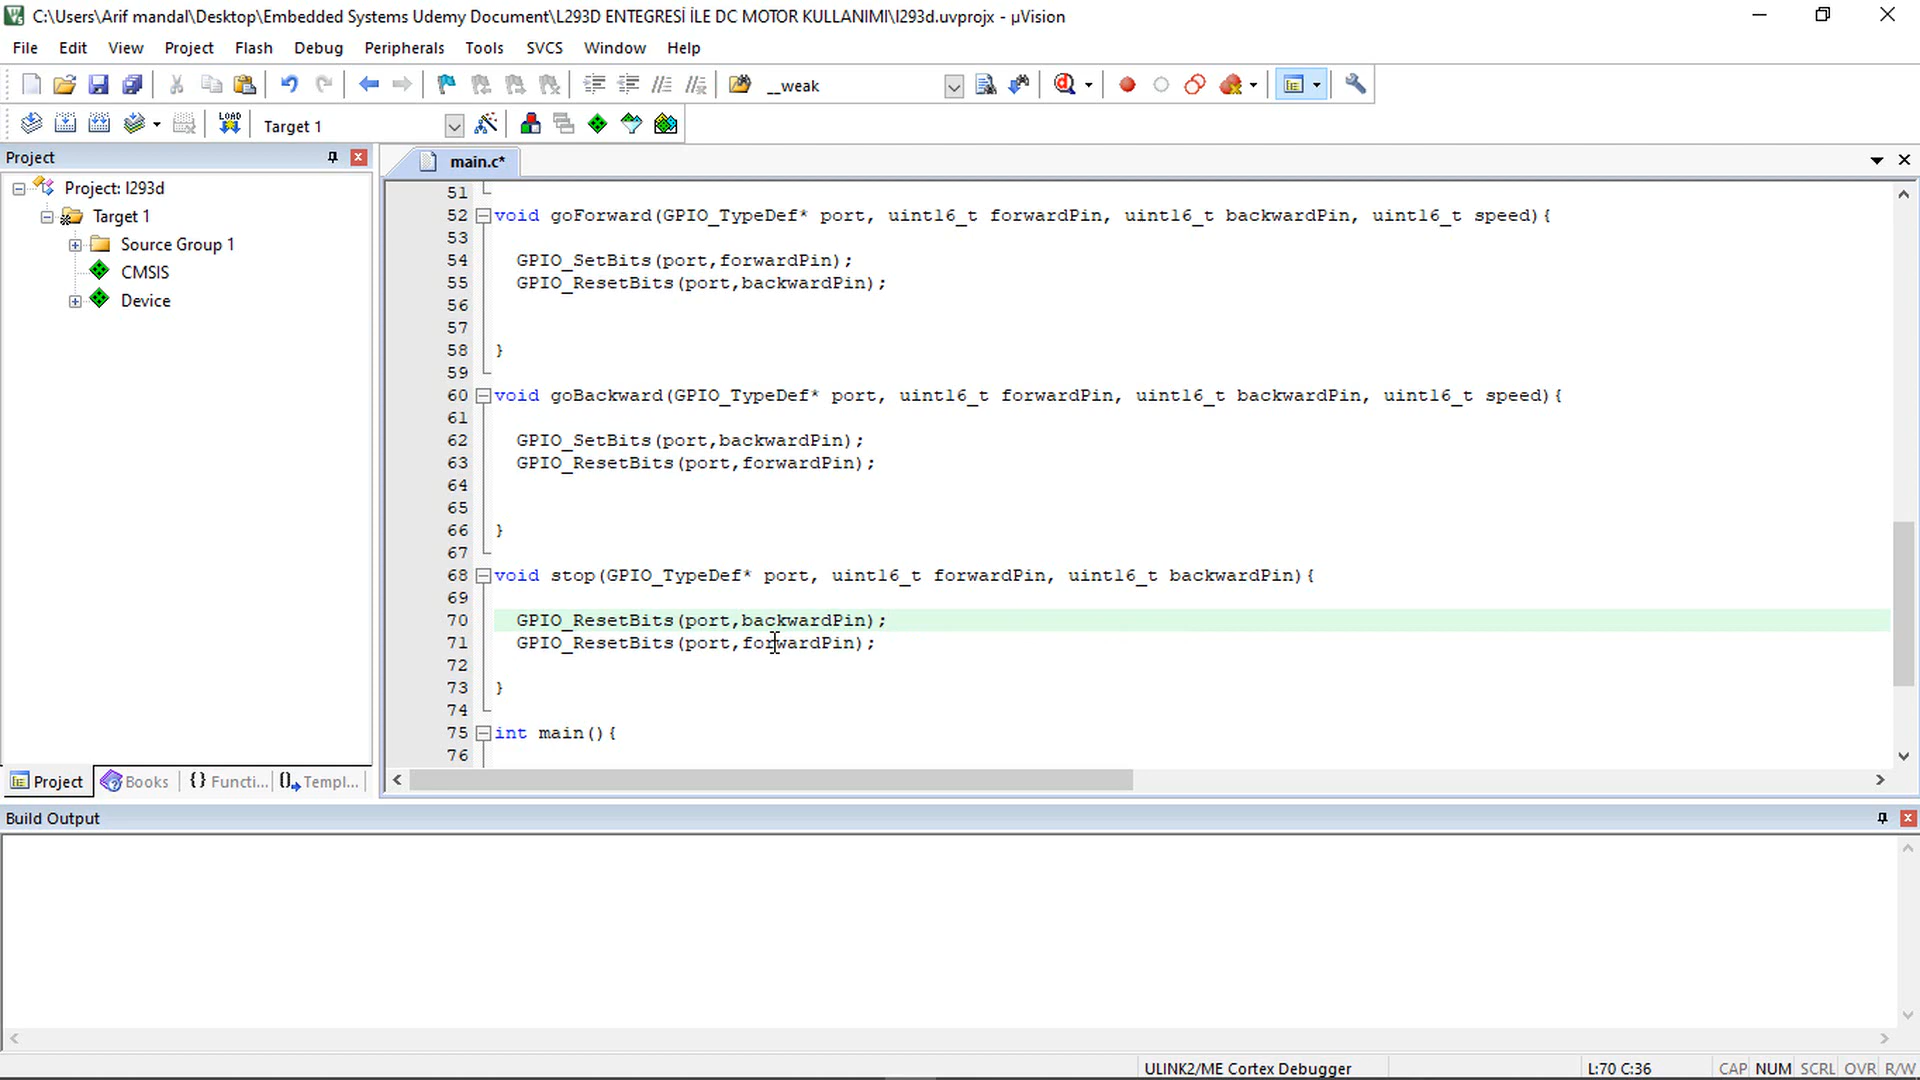 C:\Users\Arif mandal\Desktop\Embedded Systems Udemy Document\L293D ENTEGRESİ İLE DC MOTOR KULLANIMI\l293d.uvprojx - µVision
File Edit View Project Flash Debug Peripherals Tools SVCS Window Help
__weak
LOAD Target 1
Project
main.c*
Project: l293d
Target 1
Source Group 1
CMSIS
Device
51
52 void goForward(GPIO_TypeDef* port, uint16_t forwardPin, uint16_t backwardPin, uint16_t speed){
53
54 GPIO_SetBits(port,forwardPin);
55 GPIO_ResetBits(port,backwardPin);
56
57
58 }
59
60 void goBackward(GPIO_TypeDef* port, uint16_t forwardPin, uint16_t backwardPin, uint16_t speed){
61
62 GPIO_SetBits(port,backwardPin);
63 GPIO_ResetBits(port,forwardPin);
64
65
66 }
67
68 void stop(GPIO_TypeDef* port, uint16_t forwardPin, uint16_t backwardPin){
69
70 GPIO_ResetBits(port,backwardPin);
71 GPIO_ResetBits(port,forwardPin);
72
73 }
74
75 int main(){
76
Project Books {} Functi... {} Templ...
Build Output
ULINK2/ME Cortex Debugger L:70 C:36 CAP NUM SCRL OVR R/W